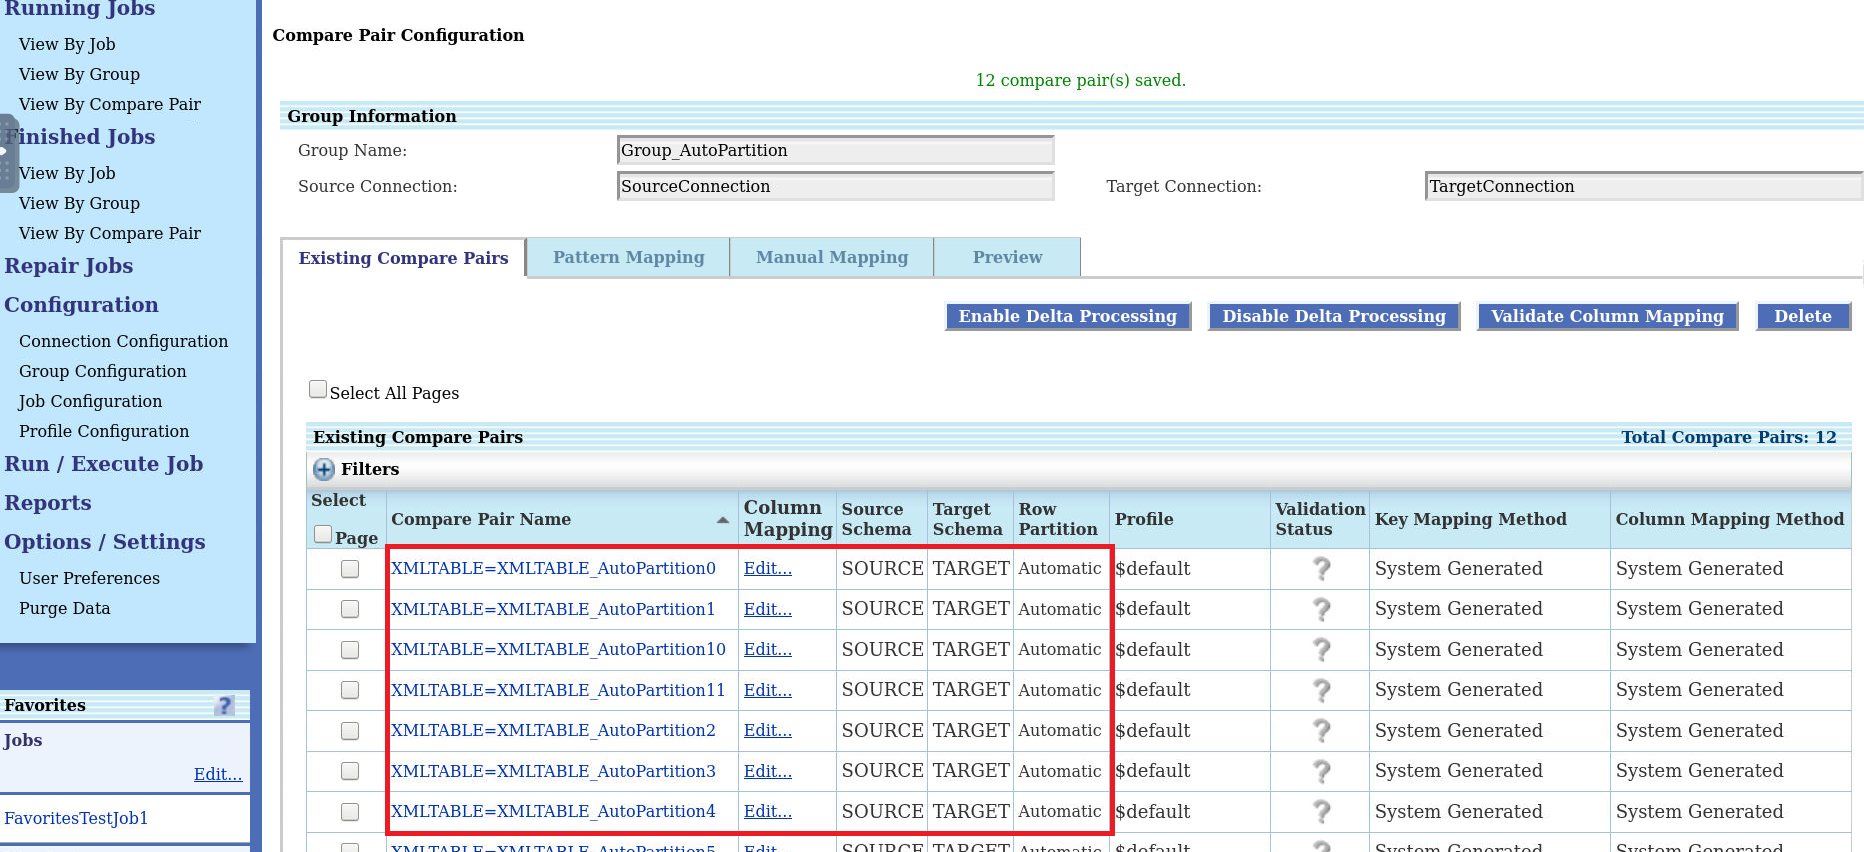 Running Jobs
View By Job
View By Group
View By Compare Pair
Finished Jobs
View By Job
View By Group
View By Compare Pair
Repair Jobs
Configuration
Connection Configuration
Group Configuration
Job Configuration
Profile Configuration
Run / Execute Job
Reports
Options / Settings
User Preferences
Purge Data
Favorites ?
Jobs
Edit...
FavoritesTestJob1
Compare Pair Configuration
12 compare pair(s) saved.
Group Information
Group Name: Group_AutoPartition
Source Connection: SourceConnection Target Connection: TargetConnection
Existing Compare Pairs Pattern Mapping Manual Mapping Preview
Enable Delta Processing Disable Delta Processing Validate Column Mapping Delete
Select All Pages
Existing Compare Pairs Total Compare Pairs: 12
Filters
Select Page Compare Pair Name Column Mapping Source Schema Target Schema Row Partition Profile Validation Status Key Mapping Method Column Mapping Method
XMLTABLE=XMLTABLE_AutoPartition0 Edit... SOURCE TARGET Automatic $default ? System Generated System Generated
XMLTABLE=XMLTABLE_AutoPartition1 Edit... SOURCE TARGET Automatic $default ? System Generated System Generated
XMLTABLE=XMLTABLE_AutoPartition10 Edit... SOURCE TARGET Automatic $default ? System Generated System Generated
XMLTABLE=XMLTABLE_AutoPartition11 Edit... SOURCE TARGET Automatic $default ? System Generated System Generated
XMLTABLE=XMLTABLE_AutoPartition2 Edit... SOURCE TARGET Automatic $default ? System Generated System Generated
XMLTABLE=XMLTABLE_AutoPartition3 Edit... SOURCE TARGET Automatic $default ? System Generated System Generated
XMLTABLE=XMLTABLE_AutoPartition4 Edit... SOURCE TARGET Automatic $default ? System Generated System Generated
XMLTABLE=XMLTABLE_AutoPartition5 Edit... SOURCE TARGET Automatic $default ? System Generated System Generated